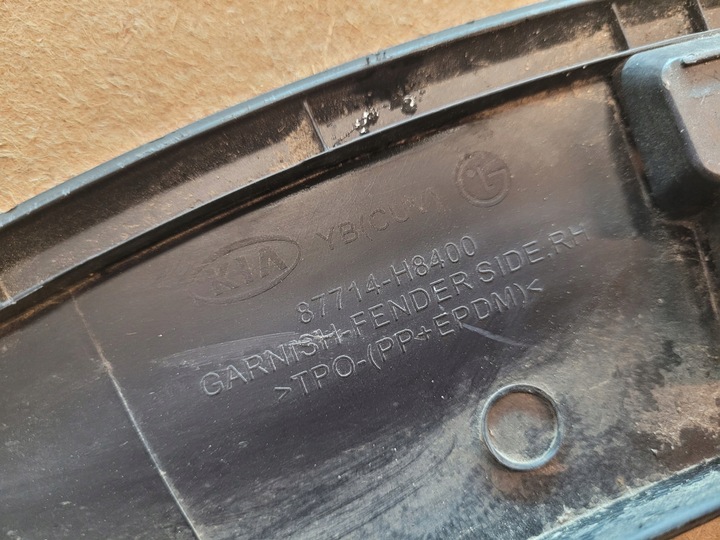 KIA YB(CUV)
87714-H8400
GARNISH-FENDER SIDE,RH
>TPO-(PP+EPDM)<